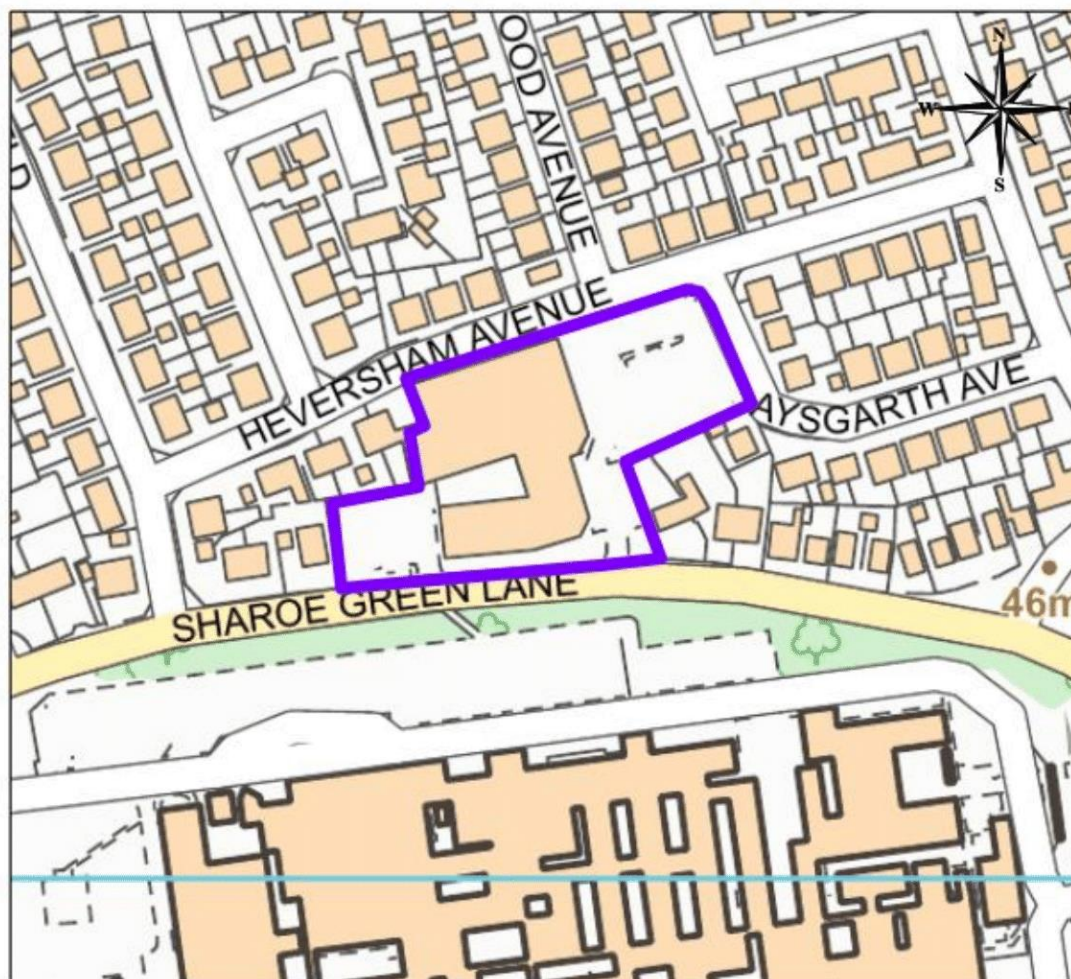 OOD AVENUE
N
W
S
D
HEVERSHAM AVENUE
AYSGARTH AVE
SHAROE GREEN LANE
46m